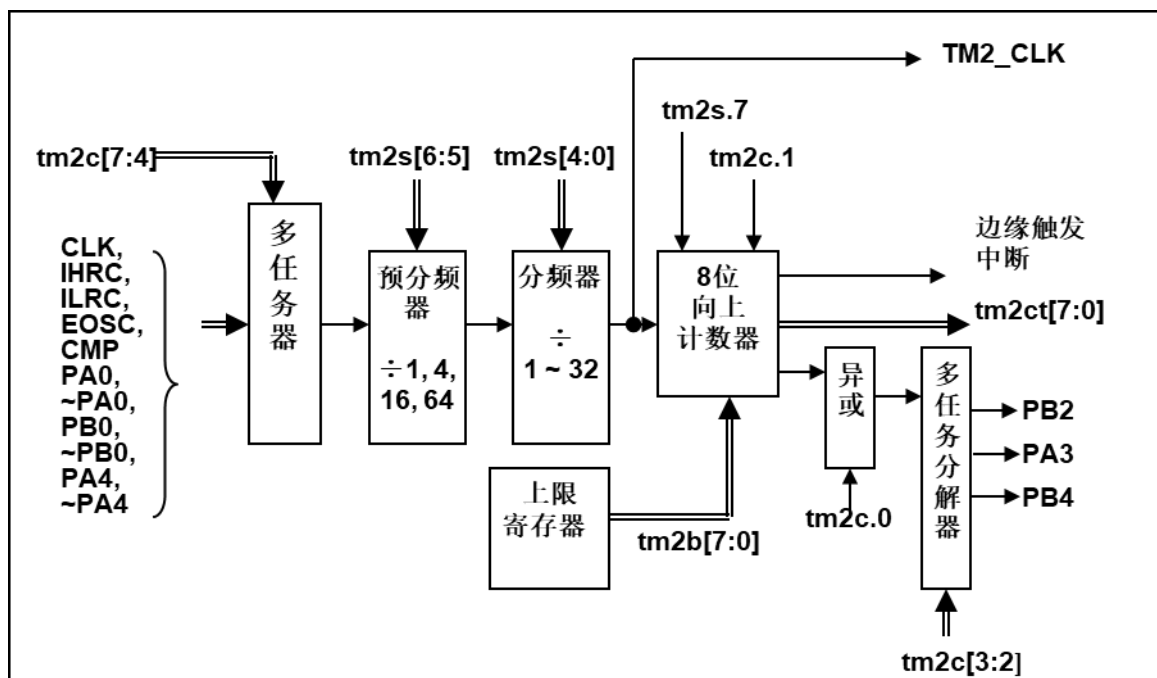 TM2_CLK
tm2s.7
tm2c[7:4]
tm2s[6:5]
tm2s[4:0]
tm2c.1
CLK,
IHRC,
ILRC,
EOSC,
CMP
PA0,
~PA0,
PB0,
~PB0,
PA4,
~PA4
多
任
务
器
预分频
器
÷1, 4,
16, 64
分频器
÷
1 ~ 32
8位
向上
计数器
边缘触发
中断
tm2ct[7:0]
异
或
多
任
务
分
解
器
PB2
PA3
PB4
上限
寄存器
tm2b[7:0]
tm2c.0
tm2c[3:2]